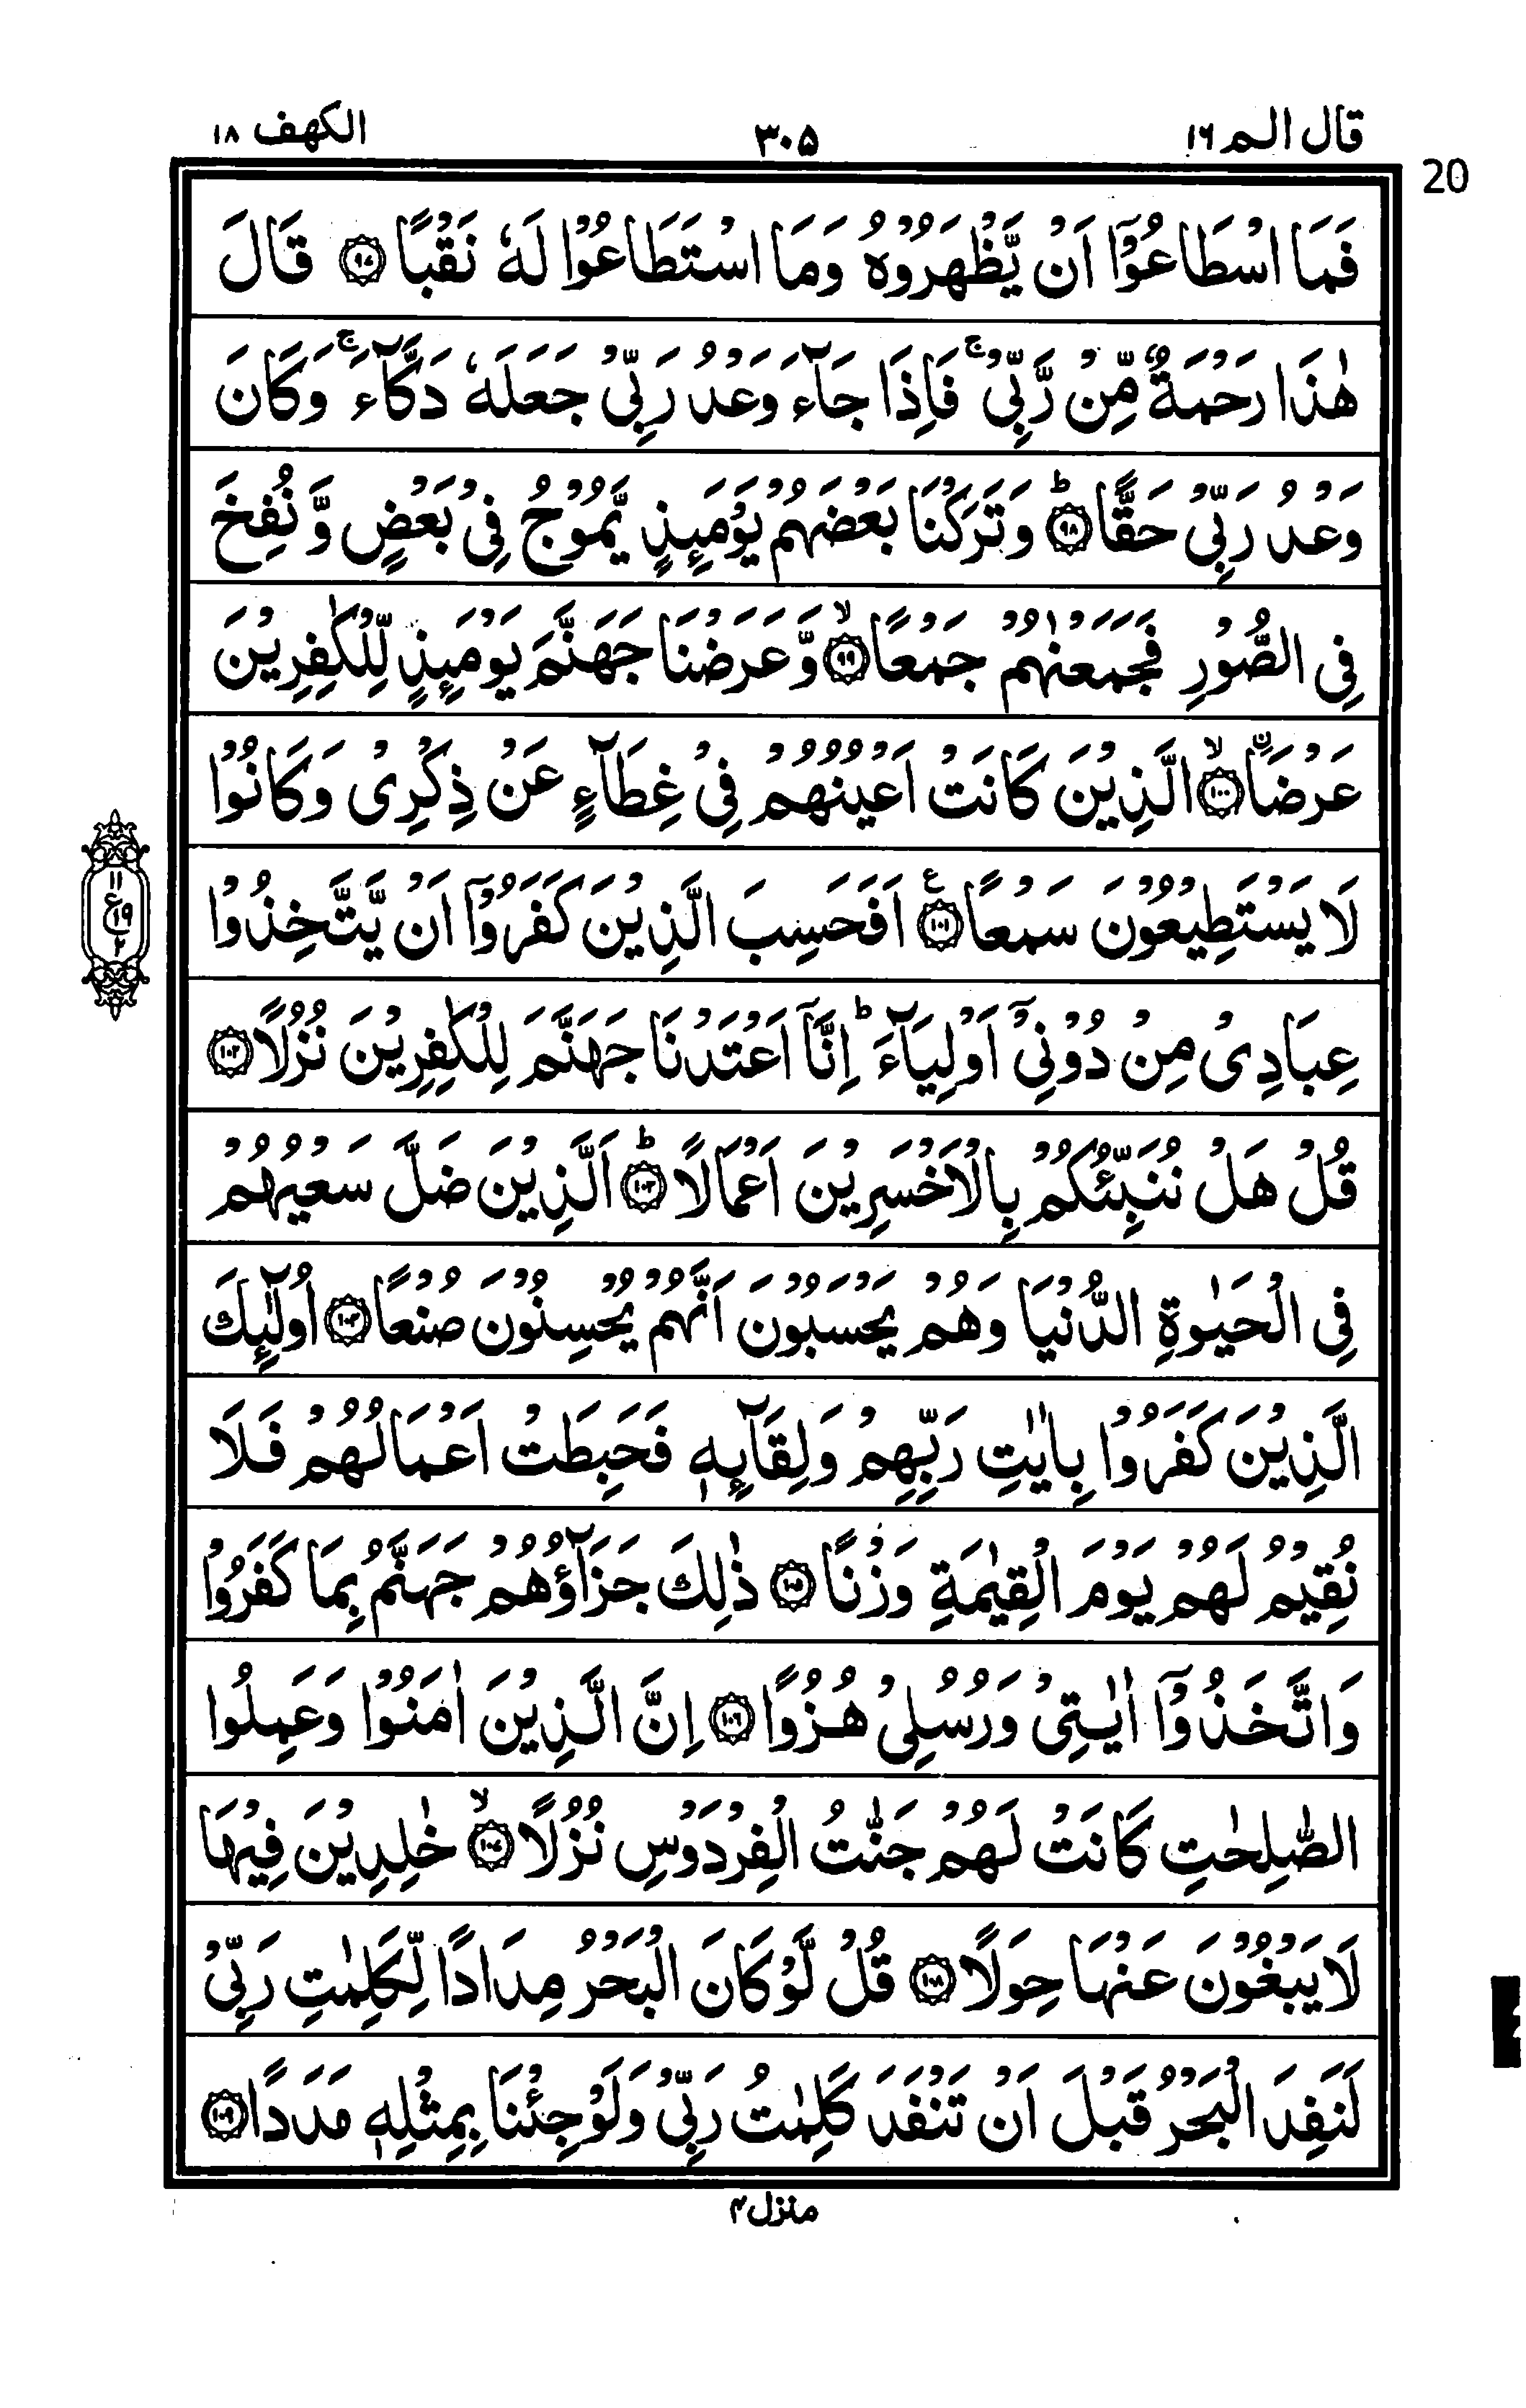 قال الم ١٦
٣٠٥
الكهف ١٨
20
فَمَا اسْطَاعُوْۤا اَنْ يَّظْهَرُوْهُ وَمَا اسْتَطَاعُوْا لَهٗ نَقْبًا ٩٧ قَالَ
هٰذَا رَحْمَةٌ مِّنْ رَّبِّىْ ۚ فَاِذَا جَآءَ وَعْدُ رَبِّىْ جَعَلَهٗ دَكَّآءَ ۚ وَكَانَ
وَعْدُ رَبِّىْ حَقًّا ؕ ٩٨ وَتَرَكْنَا بَعْضَهُمْ يَوْمَئِذٍ يَّمُوْجُ فِىْ بَعْضٍ وَّ نُفِخَ
فِى الصُّوْرِ فَجَمَعْنٰهُمْ جَمْعًا ۙ ٩٩ وَّ عَرَضْنَا جَهَنَّمَ يَوْمَئِذٍ لِّلْكٰفِرِيْنَ
عَرْضَاۨ ۙ ١٠٠ الَّذِيْنَ كَانَتْ اَعْيُنُهُمْ فِىْ غِطَآءٍ عَنْ ذِكْرِىْ وَكَانُوْا
لَا يَسْتَطِيْعُوْنَ سَمْعًا ١٠١ ع اَفَحَسِبَ الَّذِيْنَ كَفَرُوْۤا اَنْ يَّتَّخِذُوْا
١١
ع ١٩
٢
عِبَادِىْ مِنْ دُوْنِىْۤ اَوْلِيَآءَ ؕ اِنَّاۤ اَعْتَدْنَا جَهَنَّمَ لِلْكٰفِرِيْنَ نُزُلًا ١٠٢
قُلْ هَلْ نُنَبِّئُكُمْ بِالْاَخْسَرِيْنَ اَعْمَالًا ؕ ١٠٣ اَلَّذِيْنَ ضَلَّ سَعْيُهُمْ
فِى الْحَيٰوةِ الدُّنْيَا وَهُمْ يَحْسَبُوْنَ اَنَّهُمْ يُحْسِنُوْنَ صُنْعًا ١٠٤ اُولٰٓئِكَ
الَّذِيْنَ كَفَرُوْا بِاٰيٰتِ رَبِّهِمْ وَلِقَآئِهٖ فَحَبِطَتْ اَعْمَالُهُمْ فَلَا
نُقِيْمُ لَهُمْ يَوْمَ الْقِيٰمَةِ وَزْنًا ١٠٥ ذٰلِكَ جَزَآؤُهُمْ جَهَنَّمُ بِمَا كَفَرُوْا
وَاتَّخَذُوْۤا اٰيٰتِىْ وَرُسُلِىْ هُزُوًا ١٠٦ اِنَّ الَّذِيْنَ اٰمَنُوْا وَعَمِلُوا
الصّٰلِحٰتِ كَانَتْ لَهُمْ جَنّٰتُ الْفِرْدَوْسِ نُزُلًا ۙ ١٠٧ خٰلِدِيْنَ فِيْهَا
لَا يَبْغُوْنَ عَنْهَا حِوَلًا ١٠٨ قُلْ لَّوْ كَانَ الْبَحْرُ مِدَادًا لِّكَلِمٰتِ رَبِّىْ
لَنَفِدَ الْبَحْرُ قَبْلَ اَنْ تَنْفَدَ كَلِمٰتُ رَبِّىْ وَلَوْ جِئْنَا بِمِثْلِهٖ مَدَدًا ١٠٩
منزل ٤